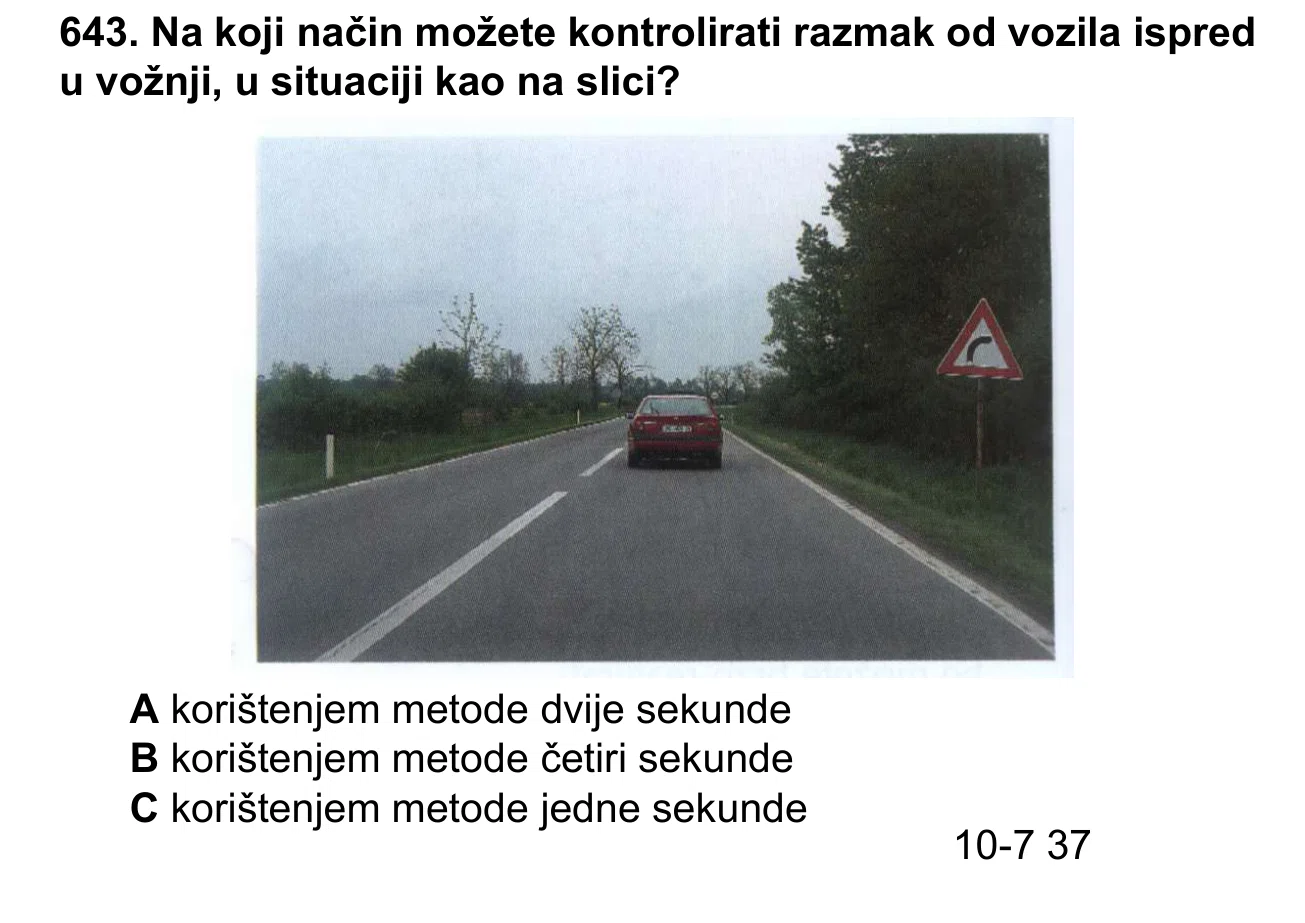 643. Na koji način možete kontrolirati razmak od vozila ispred
u vožnji, u situaciji kao na slici?
A korištenjem metode dvije sekunde
B korištenjem metode četiri sekunde
C korištenjem metode jedne sekunde
10-7 37